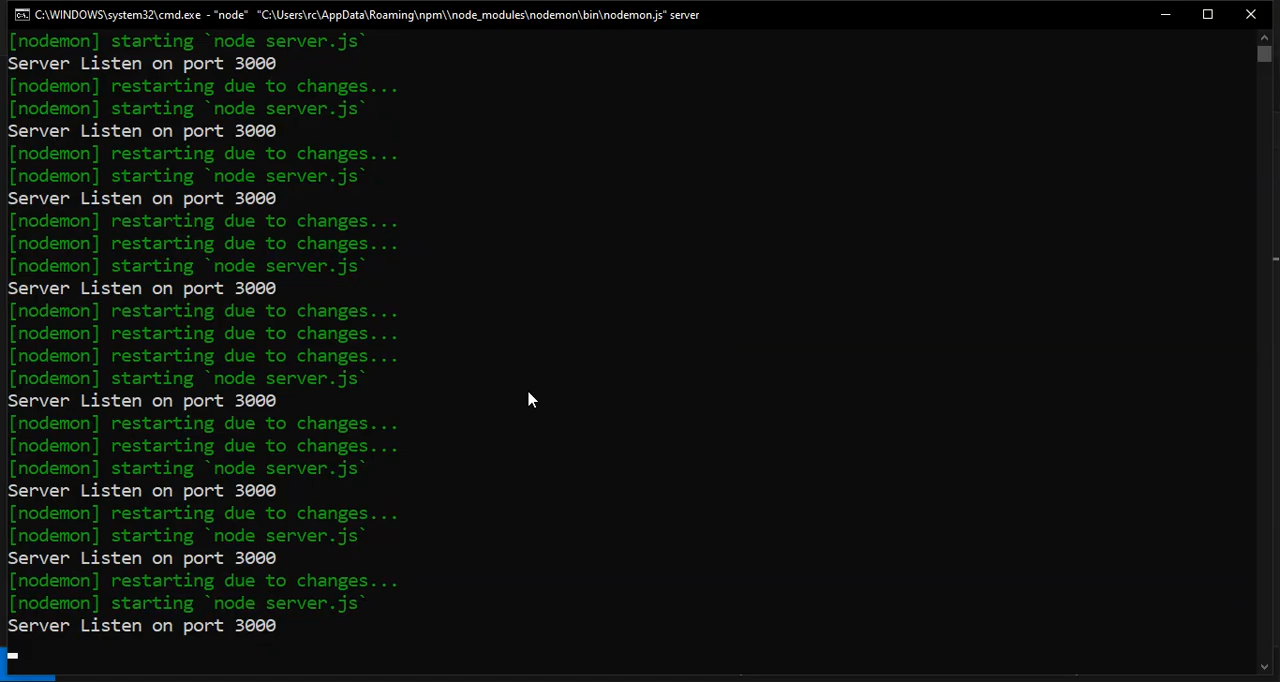 C:\WINDOWS\system32\cmd.exe - "node" "C:\Users\rc\AppData\Roaming\npm\\node_modules\nodemon\bin\nodemon.js" server
[nodemon] starting `node server.js`
Server Listen on port 3000
[nodemon] restarting due to changes...
[nodemon] starting `node server.js`
Server Listen on port 3000
[nodemon] restarting due to changes...
[nodemon] starting `node server.js`
Server Listen on port 3000
[nodemon] restarting due to changes...
[nodemon] restarting due to changes...
[nodemon] starting `node server.js`
Server Listen on port 3000
[nodemon] restarting due to changes...
[nodemon] restarting due to changes...
[nodemon] restarting due to changes...
[nodemon] starting `node server.js`
Server Listen on port 3000
[nodemon] restarting due to changes...
[nodemon] restarting due to changes...
[nodemon] starting `node server.js`
Server Listen on port 3000
[nodemon] restarting due to changes...
[nodemon] starting `node server.js`
Server Listen on port 3000
[nodemon] restarting due to changes...
[nodemon] starting `node server.js`
Server Listen on port 3000